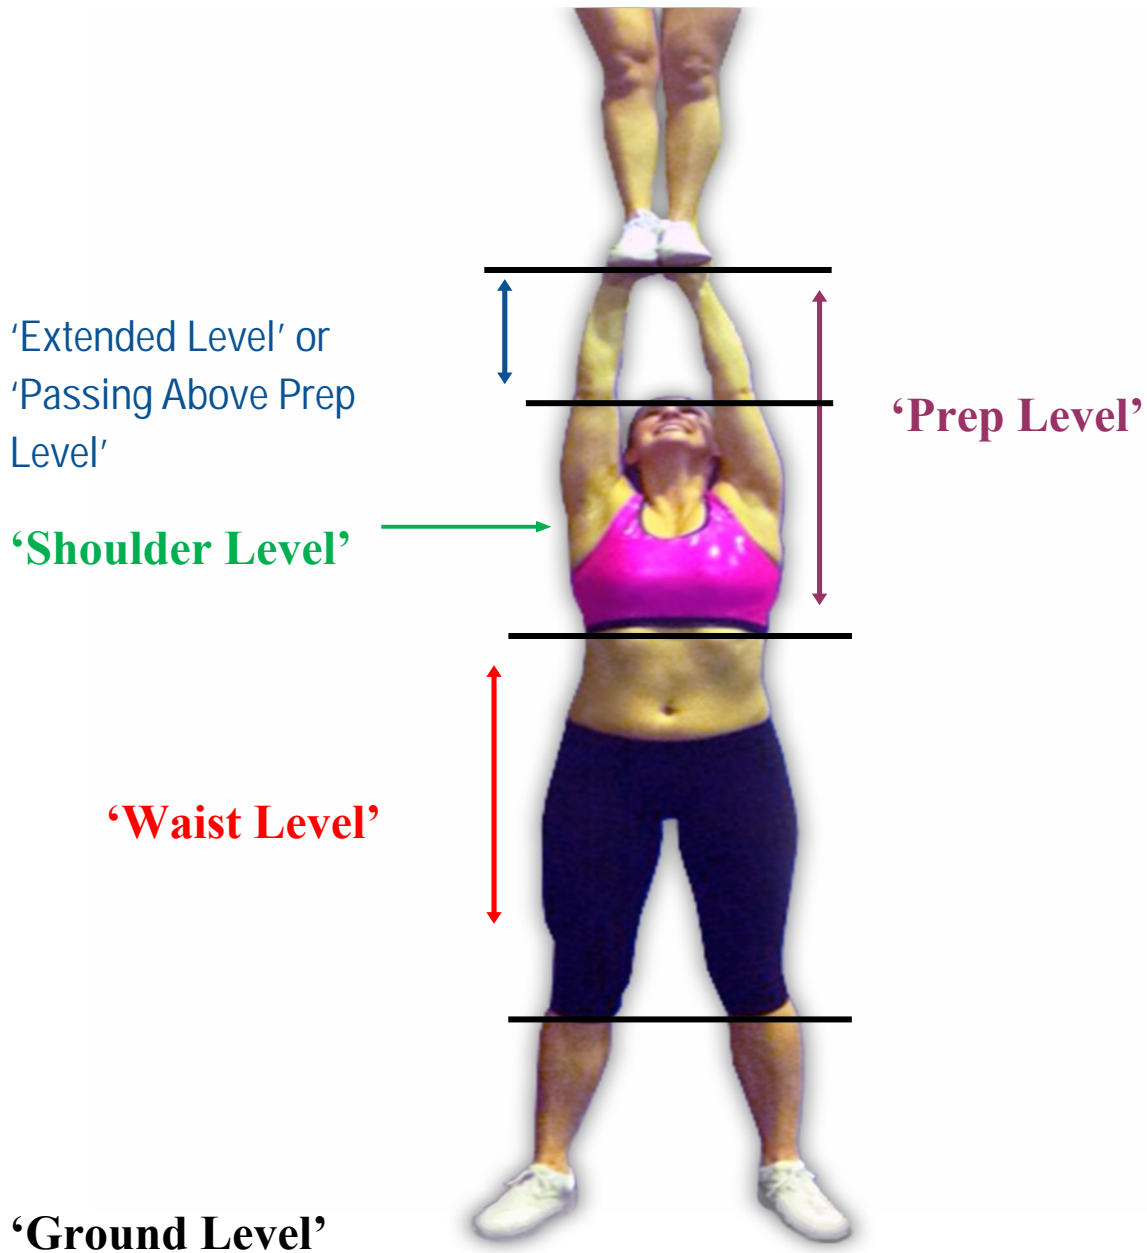 ‘Extended Level’ or
‘Passing Above Prep
Level’
‘Prep Level’
‘Shoulder Level’
‘Waist Level’
‘Ground Level’